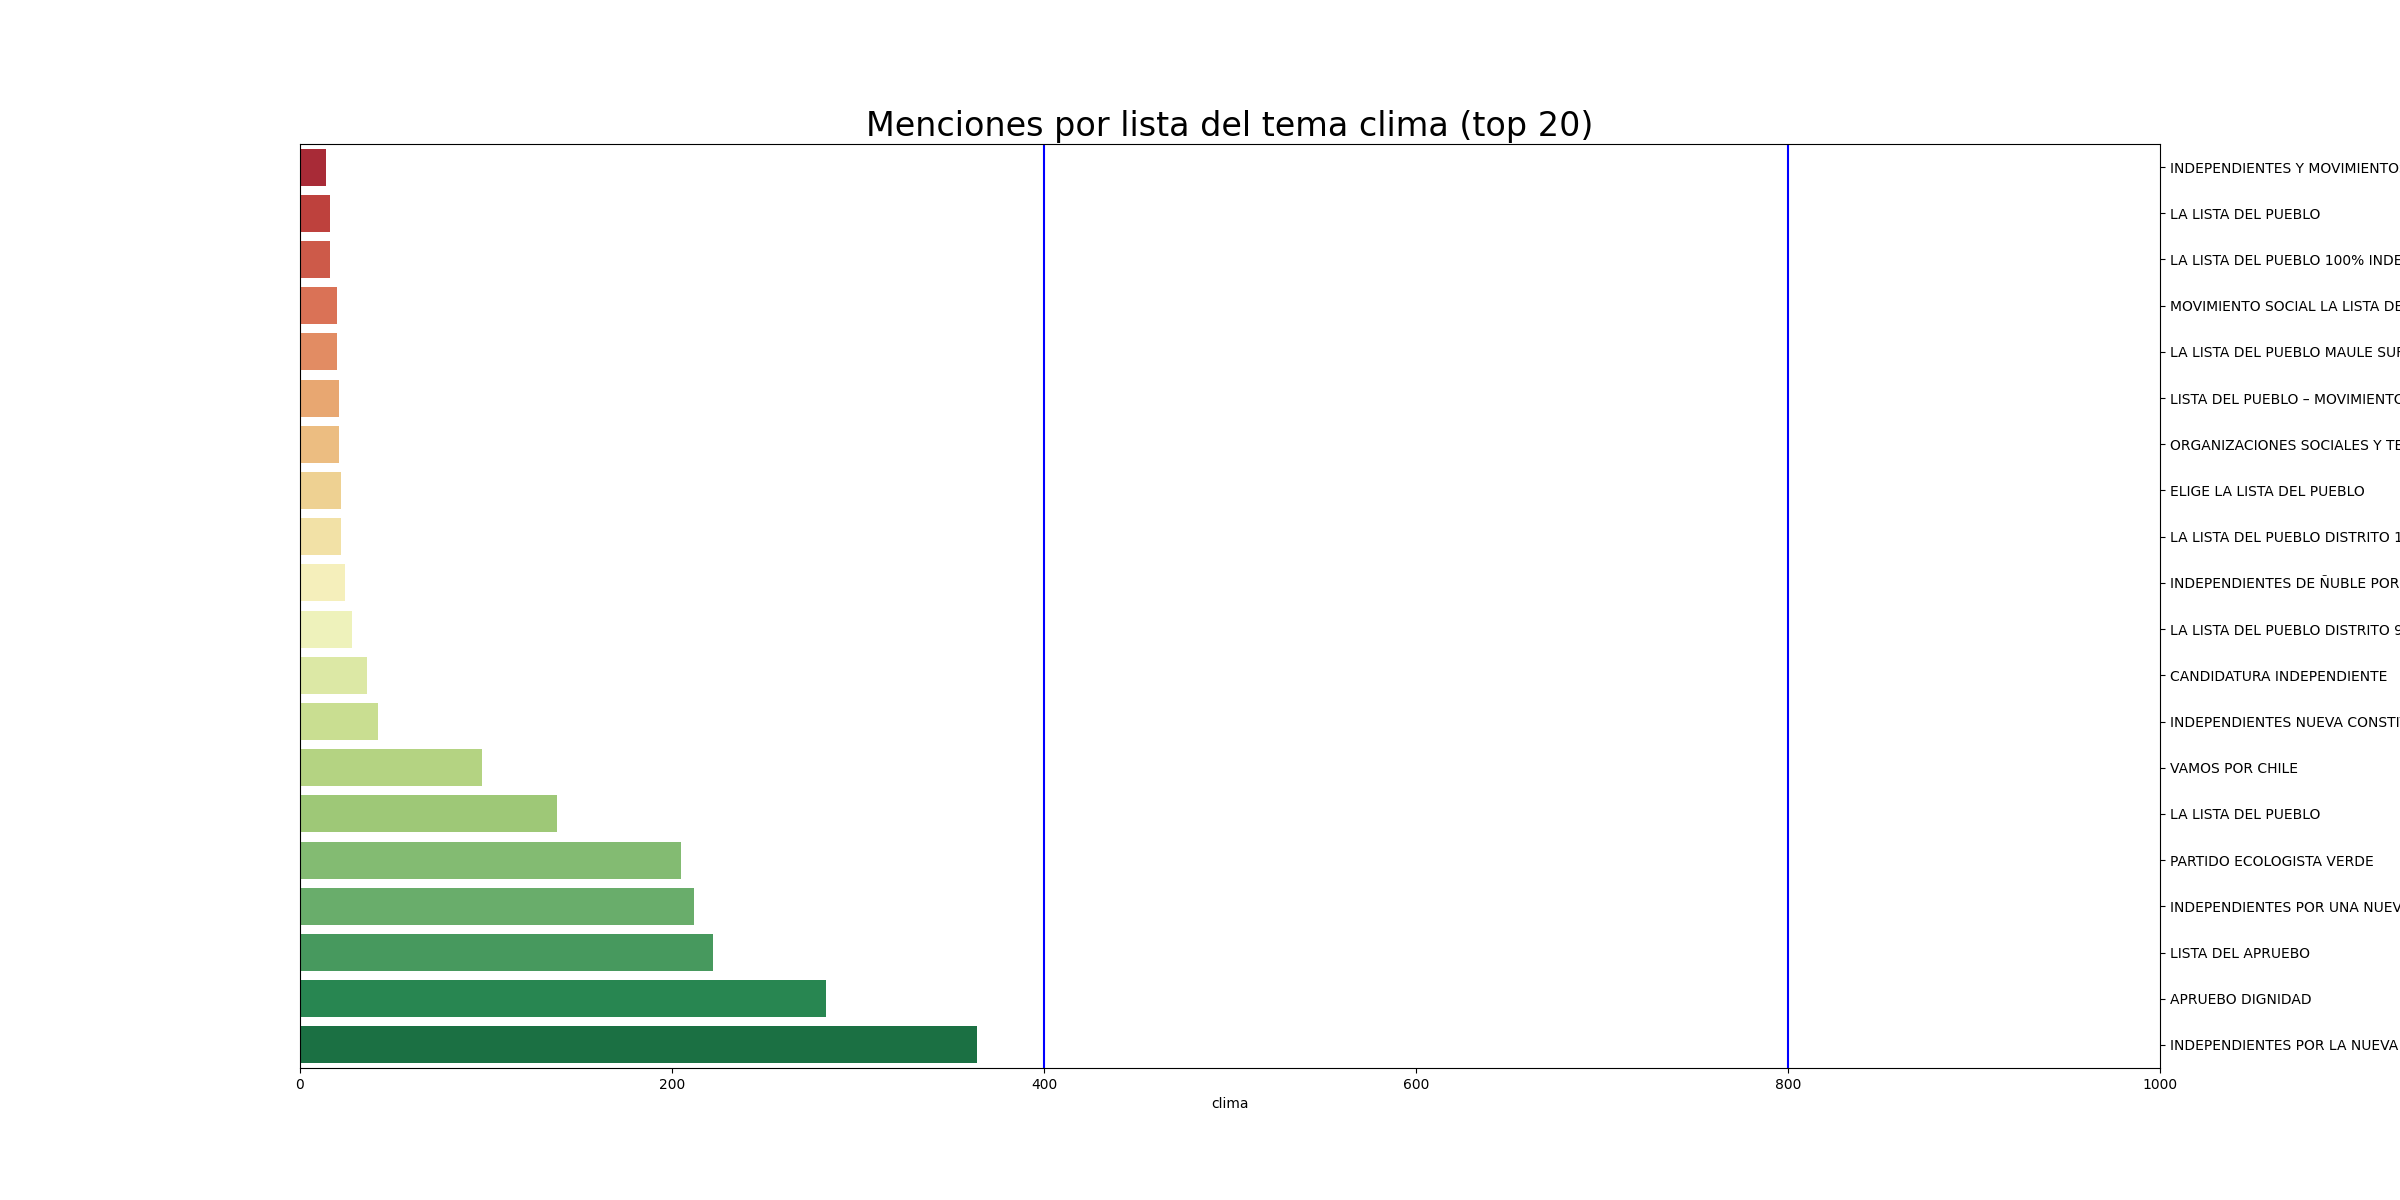 Menciones por lista del tema clima (top 20)
INDEPENDIENTES Y MOVIMIENTO
LA LISTA DEL PUEBLO
LA LISTA DEL PUEBLO 100% INDE
MOVIMIENTO SOCIAL LA LISTA DE
LA LISTA DEL PUEBLO MAULE SUR
LISTA DEL PUEBLO – MOVIMIENTO
ORGANIZACIONES SOCIALES Y TE
ELIGE LA LISTA DEL PUEBLO
LA LISTA DEL PUEBLO DISTRITO 1
INDEPENDIENTES DE ÑUBLE POR
LA LISTA DEL PUEBLO DISTRITO 9
CANDIDATURA INDEPENDIENTE
INDEPENDIENTES NUEVA CONSTI
VAMOS POR CHILE
LA LISTA DEL PUEBLO
PARTIDO ECOLOGISTA VERDE
INDEPENDIENTES POR UNA NUEV
LISTA DEL APRUEBO
APRUEBO DIGNIDAD
INDEPENDIENTES POR LA NUEVA
0 200 400 600 800 1000
clima